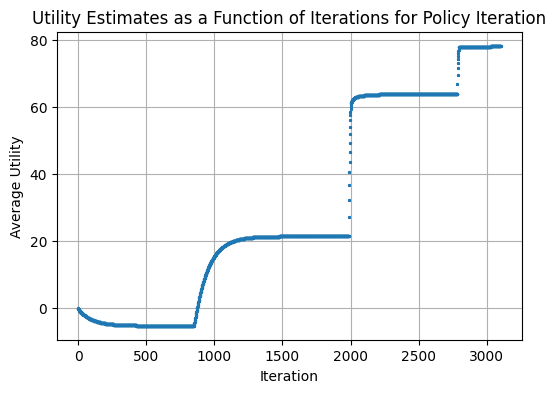 Utility Estimates as a Function of Iterations for Policy Iteration
80
60
40
20
0
Average Utility
0 500 1000 1500 2000 2500 3000
Iteration